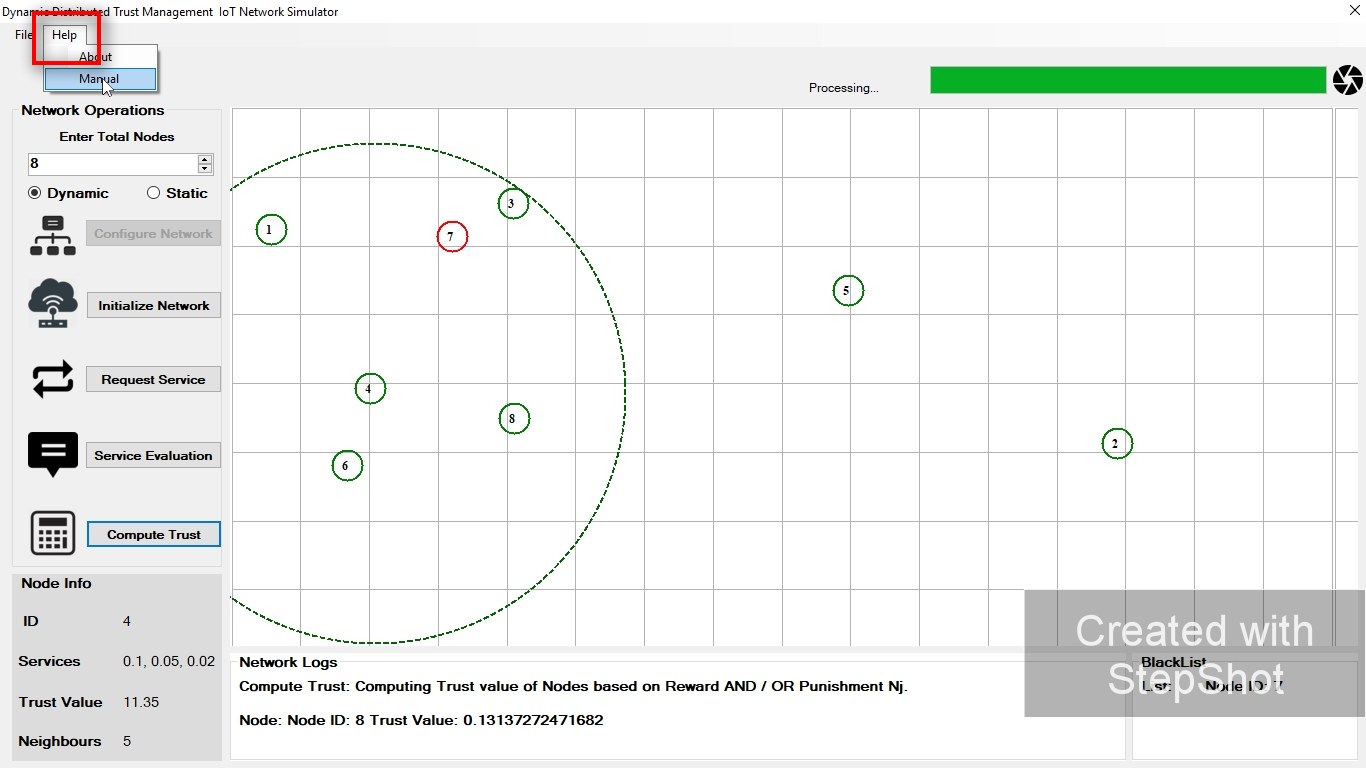 Dynamic Distributed Trust Management IoT Network Simulator
File Help
About
Manual
Processing...
Network Operations
Enter Total Nodes
8
Dynamic Static
Configure Network
Initialize Network
Request Service
Service Evaluation
Compute Trust
1
3
7
5
4
8
6
2
Node Info
ID 4
Services 0.1, 0.05, 0.02
Trust Value 11.35
Neighbours 5
Network Logs
Compute Trust: Computing Trust value of Nodes based on Reward AND / OR Punishment Nj.
Node: Node ID: 8 Trust Value: 0.13137272471682
BlackList
List: Node ID: 7
Created with
StepShot